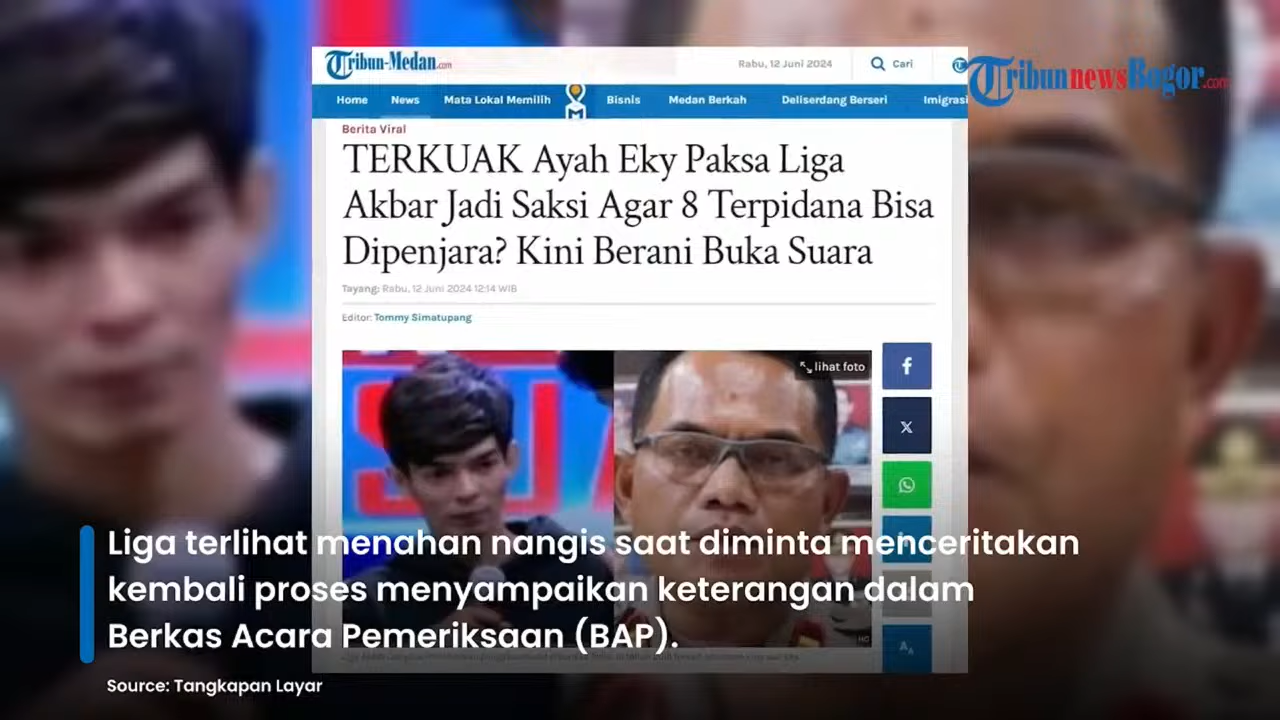 Tribun-Medan.com
Rabu, 12 Juni 2024
Cari
TribunnewsBogor.com
Home News Mata Lokal Memilih Bisnis Medan Berkah Deliserdang Berseri Imigrasi
Berita Viral
TERKUAK Ayah Eky Paksa Liga
Akbar Jadi Saksi Agar 8 Terpidana Bisa
Dipenjara? Kini Berani Buka Suara
Tayang: Rabu, 12 Juni 2024 12:14 WIB
Editor: Tommy Simatupang
lihat foto
Liga terlihat menahan nangis saat diminta menceritakan
kembali proses menyampaikan keterangan dalam
Berkas Acara Pemeriksaan (BAP).
Source: Tangkapan Layar